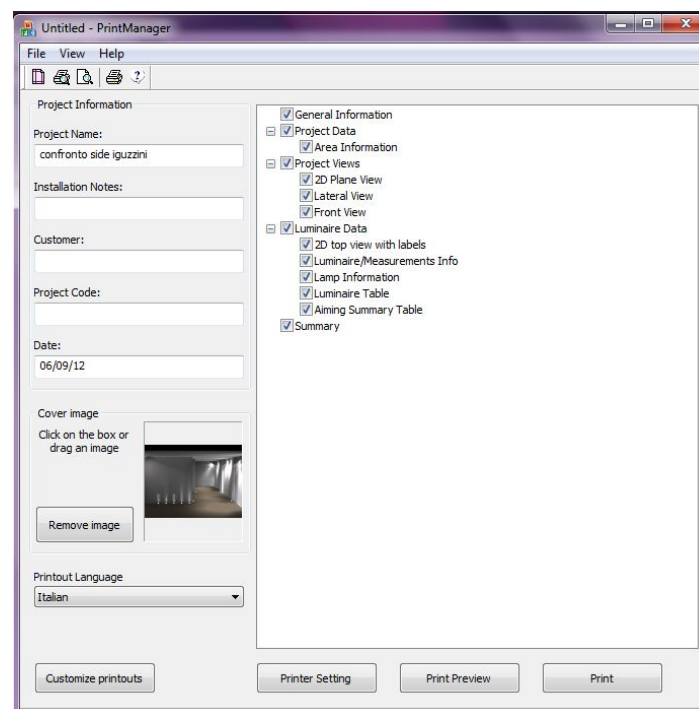 Untitled - PrintManager
File View Help
Project Information
Project Name:
confronto side iguzzini
Installation Notes:
Customer:
Project Code:
Date:
06/09/12
Cover image
Click on the box or
drag an image
Remove image
Printout Language
Italian
Customize printouts
General Information
Project Data
Area Information
Project Views
2D Plane View
Lateral View
Front View
Luminaire Data
2D top view with labels
Luminaire/Measurements Info
Lamp Information
Luminaire Table
Aiming Summary Table
Summary
Printer Setting
Print Preview
Print